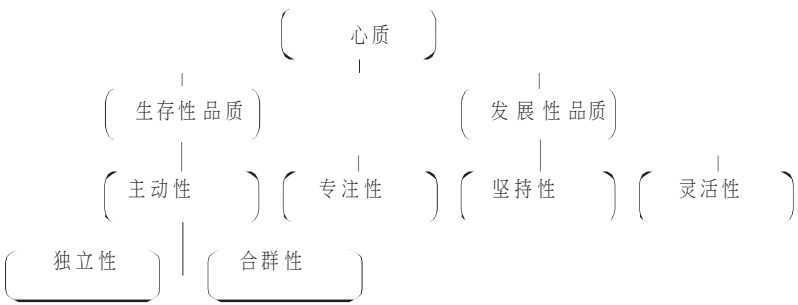 心质
生存性品质
发展性品质
主动性
专注性
坚持性
灵活性
独立性
合群性